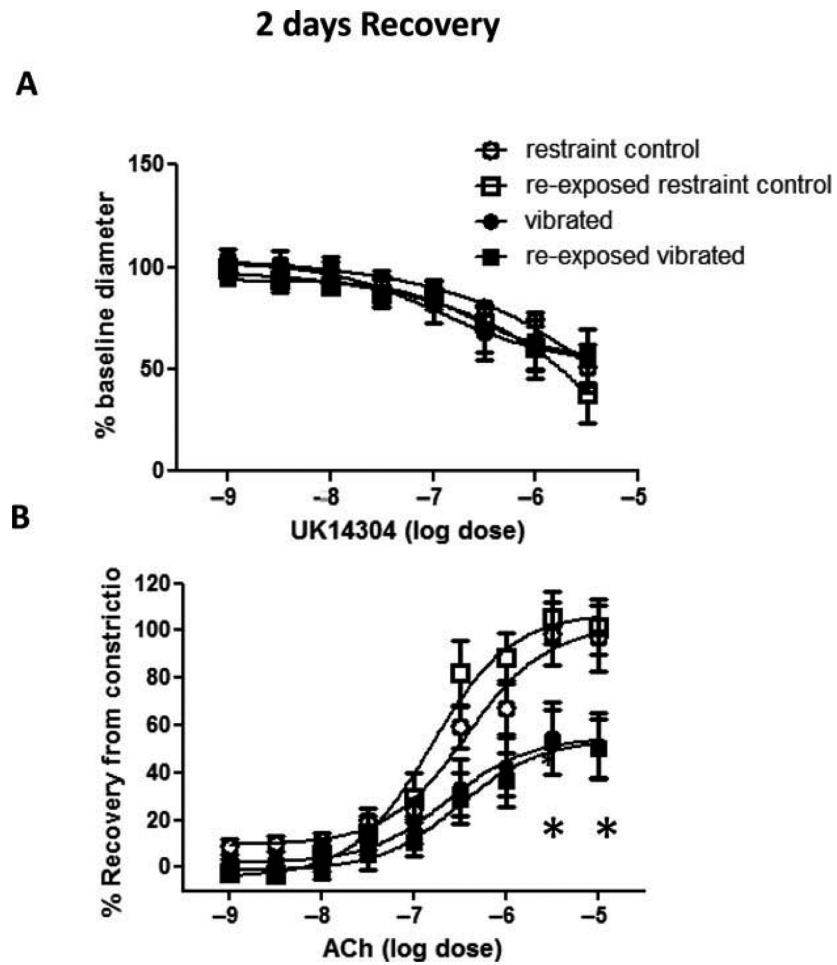 2 days Recovery
A
restraint control
re-exposed restraint control
vibrated
re-exposed vibrated
% baseline diameter
150
100
50
0
–9
–8
–7
–6
–5
UK14304 (log dose)
B
% Recovery from constrictio
120
100
80
60
40
20
0
*
*
*
–9
–8
–7
–6
–5
ACh (log dose)